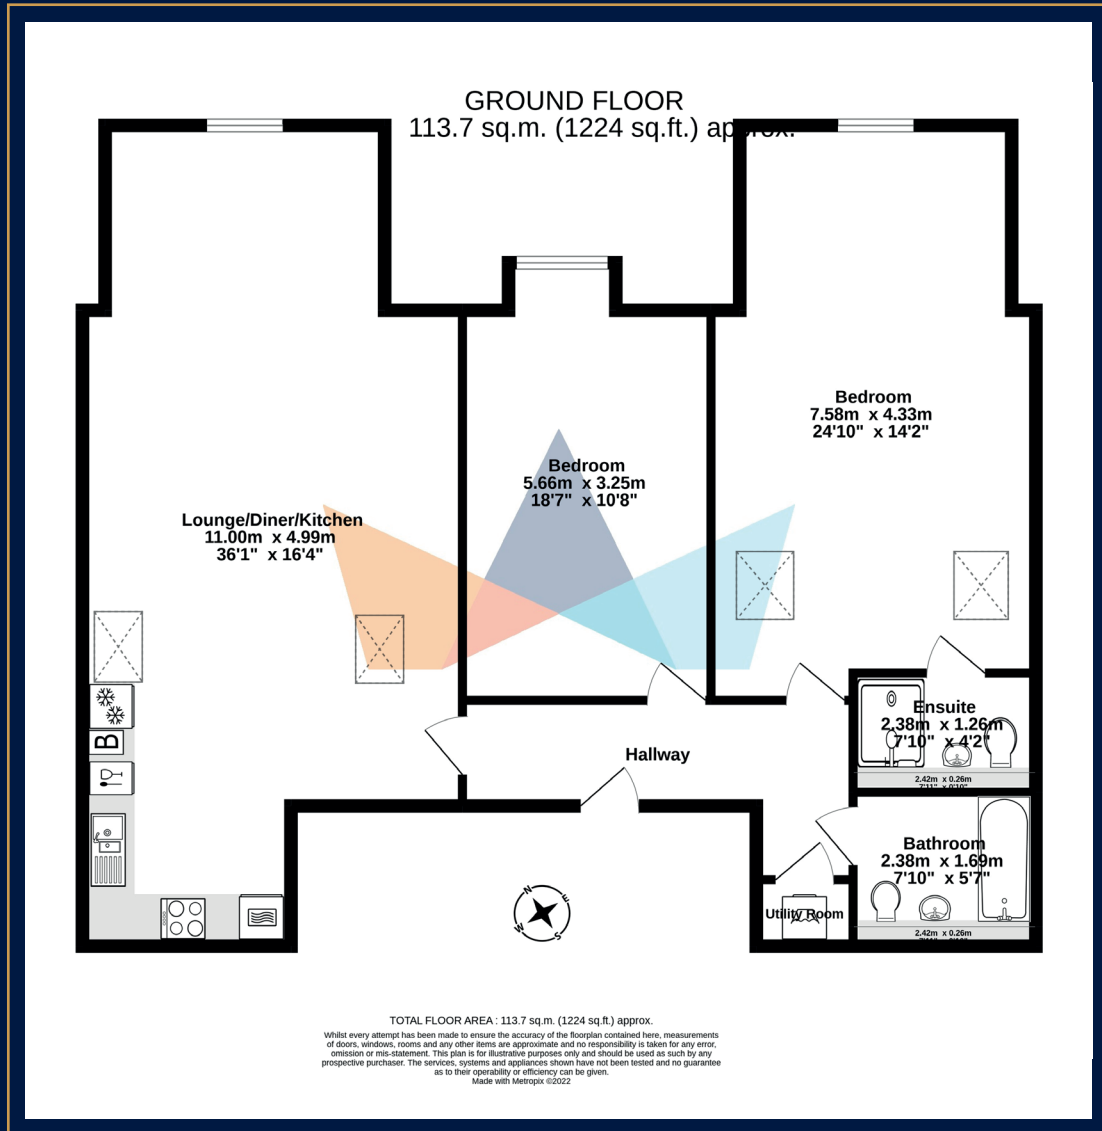 GROUND FLOOR
113.7 sq.m. (1224 sq.ft.) approx.
Bedroom
7.58m x 4.33m
24'10" x 14'2"
Bedroom
5.66m x 3.25m
18'7" x 10'8"
Lounge/Diner/Kitchen
11.00m x 4.99m
36'1" x 16'4"
B
Ensuite
2.38m x 1.26m
7'10" x 4'2"
2.42m x 0.26m
7'11" x 0'10"
Hallway
Bathroom
2.38m x 1.69m
7'10" x 5'7"
Utility Room
2.42m x 0.26m
N
E
W
S
TOTAL FLOOR AREA : 113.7 sq.m. (1224 sq.ft.) approx.
Whilst every attempt has been made to ensure the accuracy of the floorplan contained here, measurements
of doors, windows, rooms and any other items are approximate and no responsibility is taken for any error,
omission or mis-statement. This plan is for illustrative purposes only and should be used as such by any
prospective purchaser. The services, systems and appliances shown have not been tested and no guarantee
as to their operability or efficiency can be given.
Made with Metropix ©2022